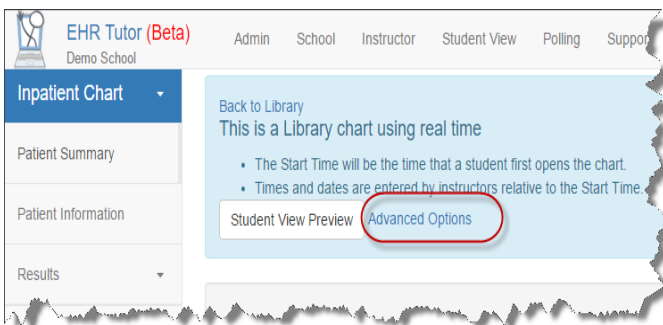 EHR Tutor (Beta)
Demo School
Admin School Instructor Student View Polling Suppor
Inpatient Chart
Patient Summary
Patient Information
Results
Back to Library
This is a Library chart using real time
• The Start Time will be the time that a student first opens the chart.
• Times and dates are entered by instructors relative to the Start Time.
Student View Preview Advanced Options